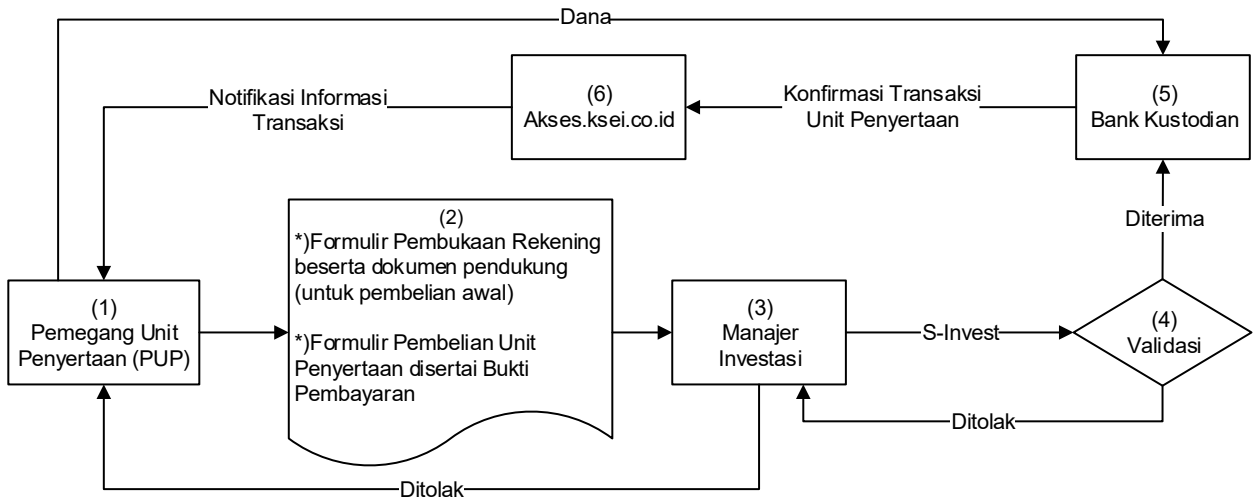 Dana
(6)
Akses.ksei.co.id
(5)
Bank Kustodian
Notifikasi Informasi
Transaksi
Konfirmasi Transaksi
Unit Penyertaan
Diterima
(1)
Pemegang Unit
Penyertaan (PUP)
(2)
*)Formulir Pembukaan Rekening
beserta dokumen pendukung
(untuk pembelian awal)
*)Formulir Pembelian Unit
Penyertaan disertai Bukti
Pembayaran
(3)
Manajer
Investasi
S-Invest
(4)
Validasi
Ditolak
Ditolak